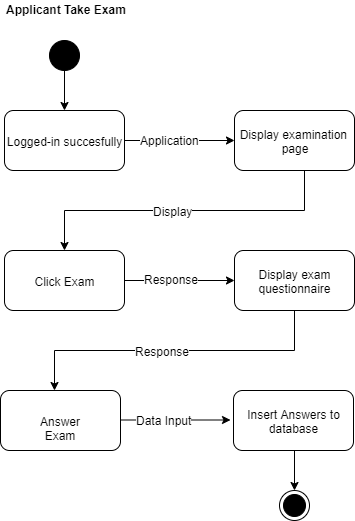 Applicant Take Exam
Logged-in succesfully
Application
Display examination
page
Display
Click Exam
Response
Display exam
questionnaire
Response
Answer
Exam
Data Input
Insert Answers to
database